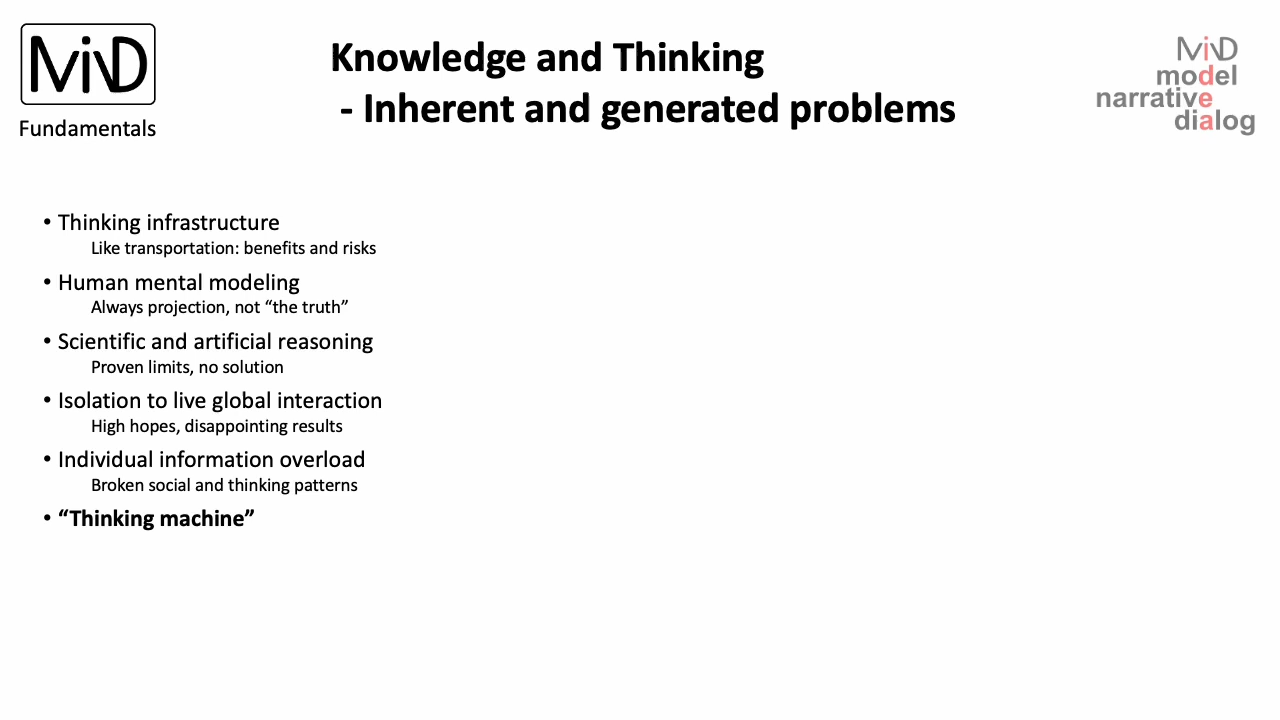 MiND
Fundamentals
Knowledge and Thinking
- Inherent and generated problems
MiND
model
narrative
dialog
• Thinking infrastructure
Like transportation: benefits and risks
• Human mental modeling
Always projection, not “the truth”
• Scientific and artificial reasoning
Proven limits, no solution
• Isolation to live global interaction
High hopes, disappointing results
• Individual information overload
Broken social and thinking patterns
• “Thinking machine”